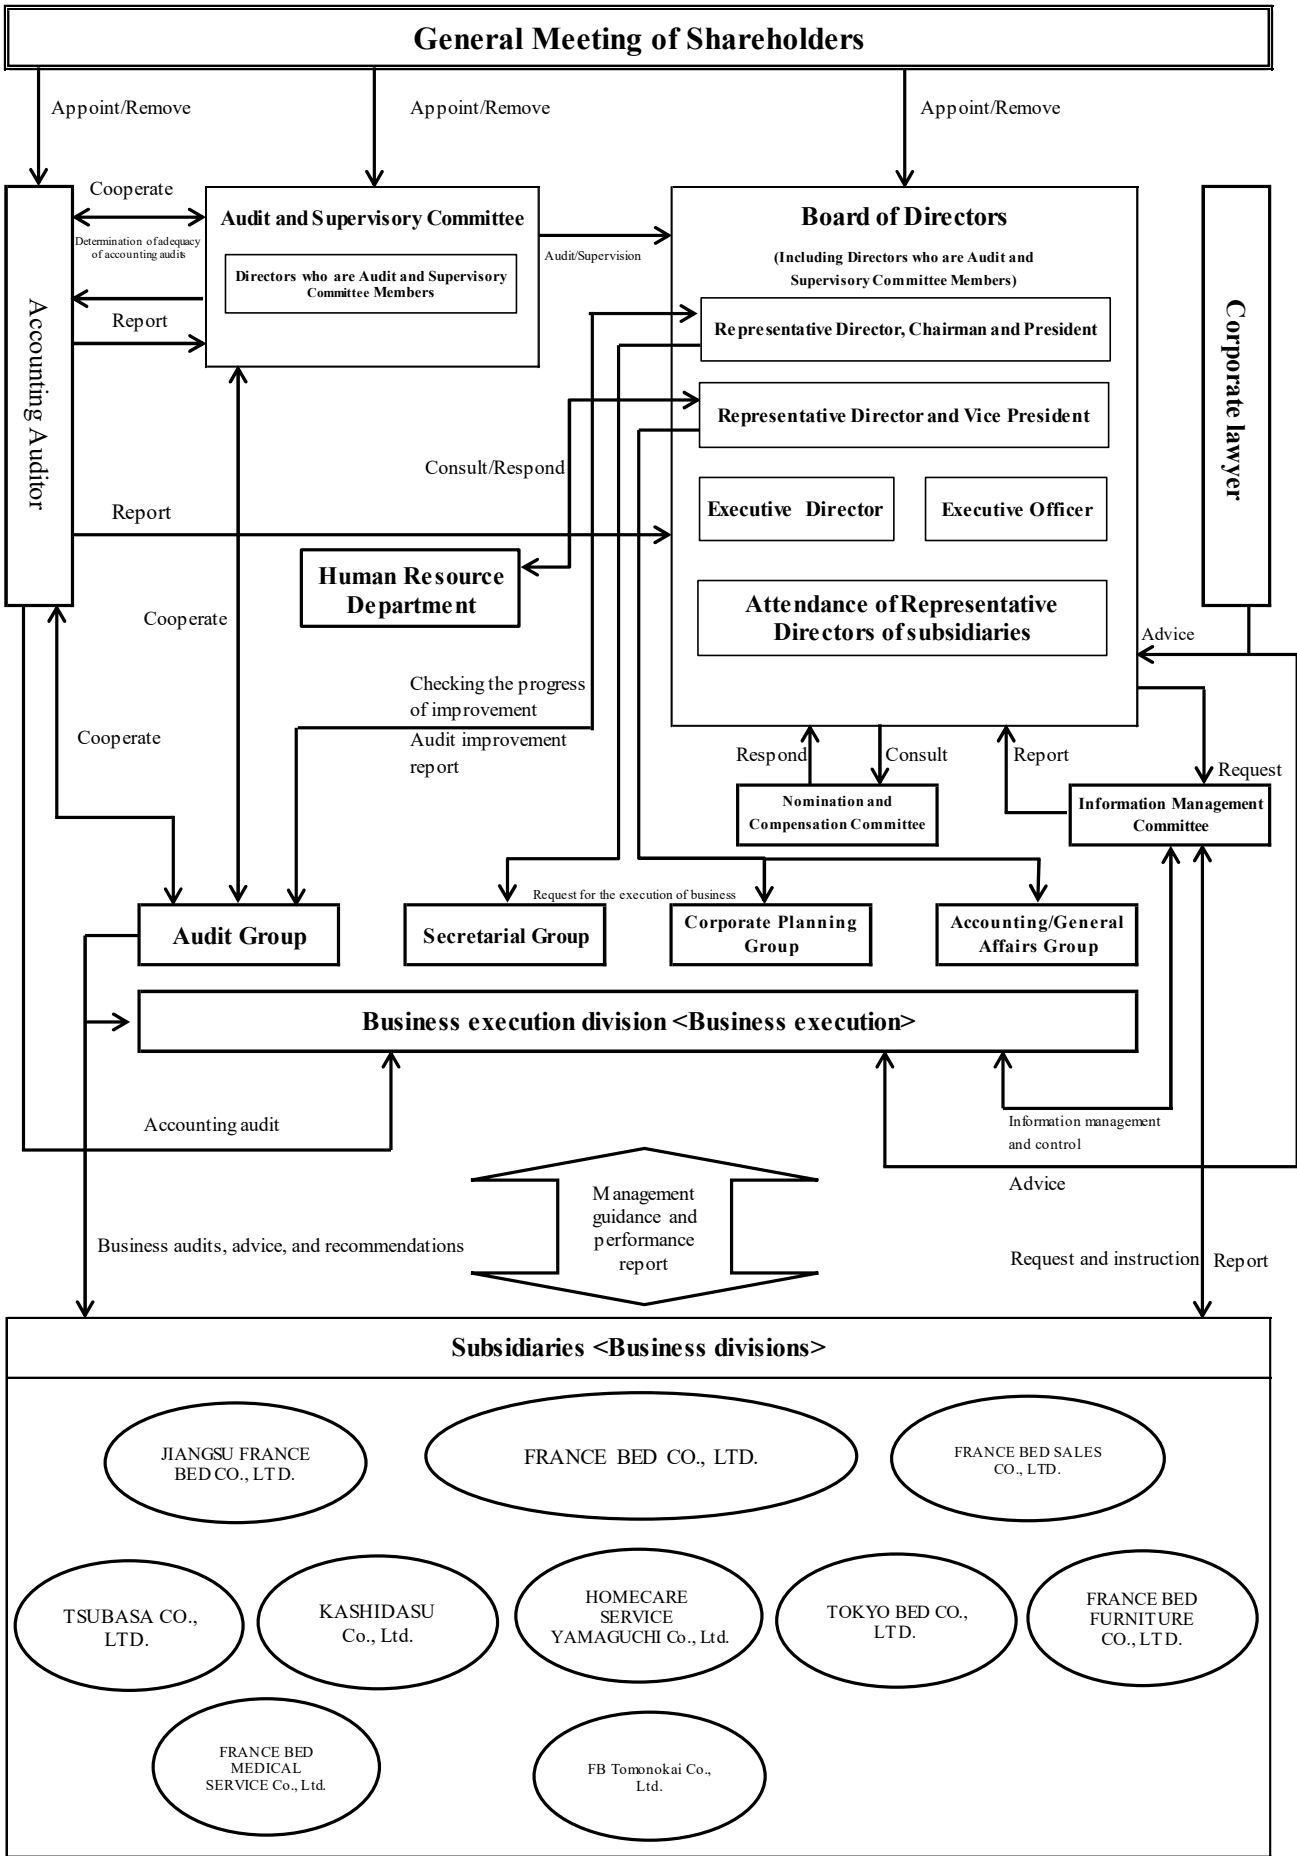 General Meeting of Shareholders
Appoint/Remove
Appoint/Remove
Appoint/Remove
Accounting Auditor
Cooperate
Determination of adequacy
of accounting audits
Report
Audit and Supervisory Committee
Directors who are Audit and Supervisory
Committee Members
Audit/Supervision
Board of Directors
(Including Directors who are Audit and
Supervisory Committee Members)
Representative Director, Chairman and President
Representative Director and Vice President
Executive Director
Executive Officer
Attendance of Representative
Directors of subsidiaries
Corporate lawyer
Consult/Respond
Report
Human Resource
Department
Cooperate
Advice
Checking the progress
of improvement
Audit improvement
report
Cooperate
Respond
Consult
Report
Request
Nomination and
Compensation Committee
Information Management
Committee
Request for the execution of business
Audit Group
Secretarial Group
Corporate Planning
Group
Accounting/General
Affairs Group
Business execution division <Business execution>
Accounting audit
Information management
and control
Advice
Management
guidance and
performance
report
Business audits, advice, and recommendations
Request and instruction
Report
Subsidiaries <Business divisions>
JIANGSU FRANCE
BED CO., LTD.
FRANCE BED CO., LTD.
FRANCE BED SALES
CO., LTD.
TSUBASA CO.,
LTD.
KASHIDASU
Co., Ltd.
HOMECARE
SERVICE
YAMAGUCHI Co., Ltd.
TOKYO BED CO.,
LTD.
FRANCE BED
FURNITURE
CO., LTD.
FRANCE BED
MEDICAL
SERVICE Co., Ltd.
FB Tomonokai Co.,
Ltd.